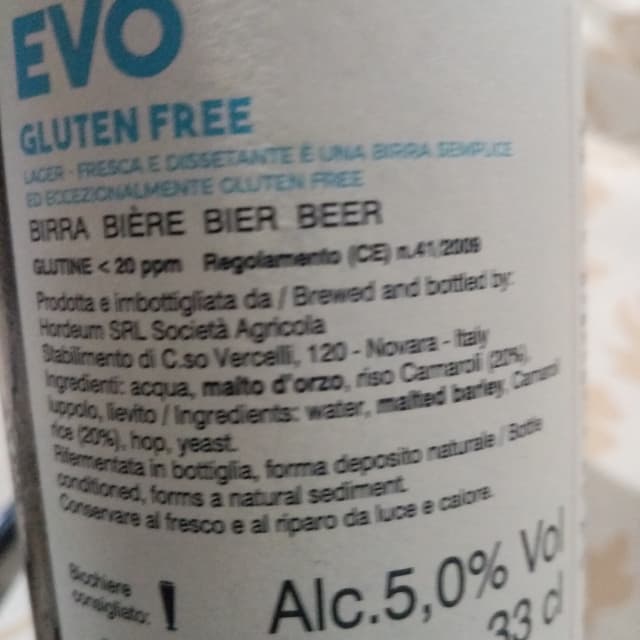 EVO
GLUTEN FREE
LAGER - FRESCA E DISSETANTE È UNA BIRRA SEMPLICE
ED ECCEZIONALMENTE GLUTEN FREE
BIRRA BIÈRE BIER BEER
GLUTINE < 20 ppm Regolamento (CE) n.41/2009
Prodotta e imbottigliata da / Brewed and bottled by:
Hordeum SRL Società Agricola
Stabilimento di C.so Vercelli, 120 - Novara - Italy
Ingredienti: acqua, malto d'orzo, riso Carnaroli (20%),
luppolo, lievito / Ingredients: water, malted barley, Carnaroli
rice (20%), hop, yeast.
Rifermentata in bottiglia, forma deposito naturale / Bottle
conditioned, forms a natural sediment.
Conservare al fresco e al riparo da luce e calore.
Bicchiere
consigliato:
Alc.5,0% Vol
33 cl